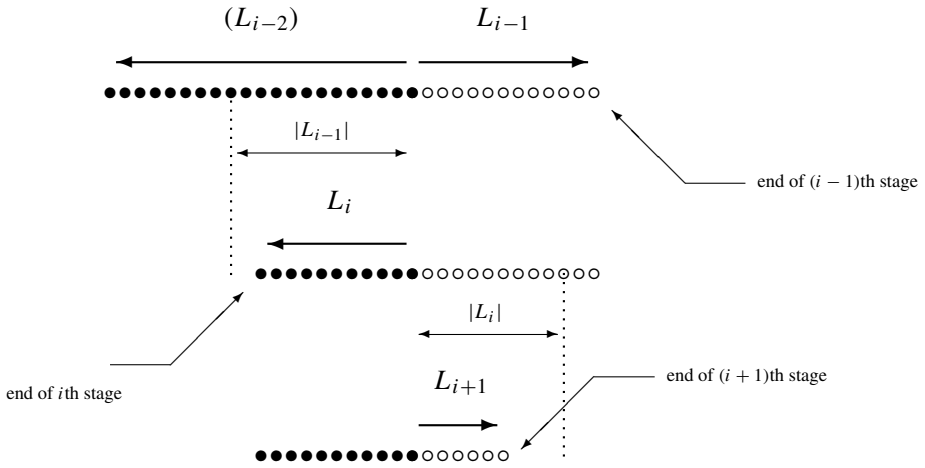 (L_{i−2}) L_{i−1}
|L_{i−1}|
end of (i − 1)th stage
L_i
|L_i|
end of (i + 1)th stage
L_{i+1}
end of ith stage